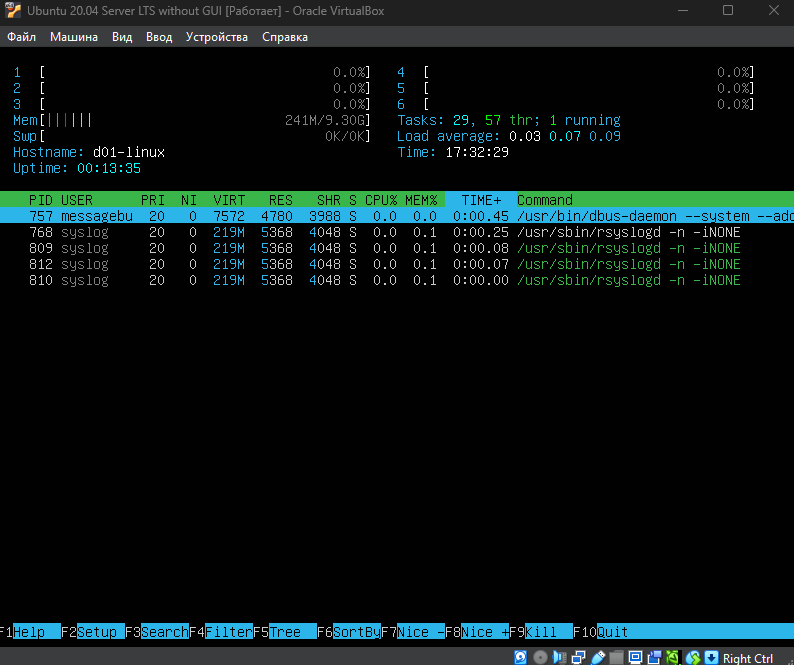 Ubuntu 20.04 Server LTS without GUI [Работает] - Oracle VirtualBox
Файл Машина Вид Ввод Устройства Справка
1 [ 0.0%] 4 [ 0.0%]
2 [ 0.0%] 5 [ 0.0%]
3 [ 0.0%] 6 [ 0.0%]
Mem[|||||| 241M/9.30G] Tasks: 29, 57 thr; 1 running
Swp[ 0K/0K] Load average: 0.03 0.07 0.09
Hostname: d01-linux Time: 17:32:29
Uptime: 00:13:35
PID USER PRI NI VIRT RES SHR S CPU% MEM% TIME+ Command
757 messagebu 20 0 7572 4780 3988 S 0.0 0.0 0:00.45 /usr/bin/dbus-daemon --system --add
768 syslog 20 0 219M 5368 4048 S 0.0 0.1 0:00.25 /usr/sbin/rsyslogd -n -iNONE
809 syslog 20 0 219M 5368 4048 S 0.0 0.1 0:00.08 /usr/sbin/rsyslogd -n -iNONE
812 syslog 20 0 219M 5368 4048 S 0.0 0.1 0:00.07 /usr/sbin/rsyslogd -n -iNONE
810 syslog 20 0 219M 5368 4048 S 0.0 0.1 0:00.00 /usr/sbin/rsyslogd -n -iNONE
F1Help F2Setup F3SearchF4FilterF5Tree F6SortByF7Nice -F8Nice +F9Kill F10Quit
Right Ctrl